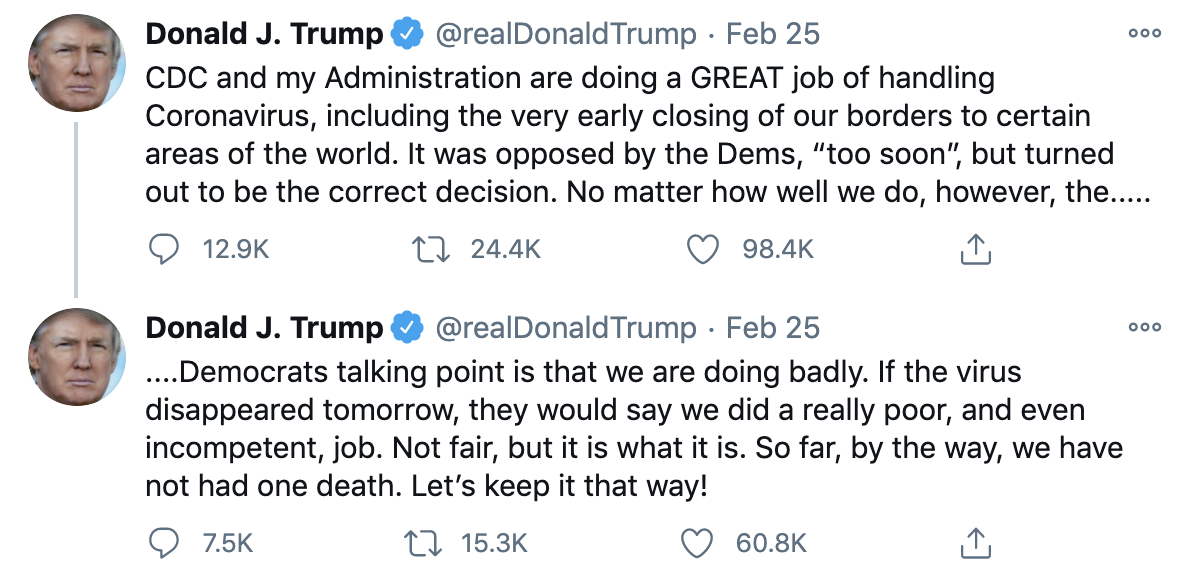 Donald J. Trump @realDonaldTrump · Feb 25
CDC and my Administration are doing a GREAT job of handling
Coronavirus, including the very early closing of our borders to certain
areas of the world. It was opposed by the Dems, “too soon”, but turned
out to be the correct decision. No matter how well we do, however, the.....
12.9K 24.4K 98.4K
Donald J. Trump @realDonaldTrump · Feb 25
....Democrats talking point is that we are doing badly. If the virus
disappeared tomorrow, they would say we did a really poor, and even
incompetent, job. Not fair, but it is what it is. So far, by the way, we have
not had one death. Let’s keep it that way!
7.5K 15.3K 60.8K